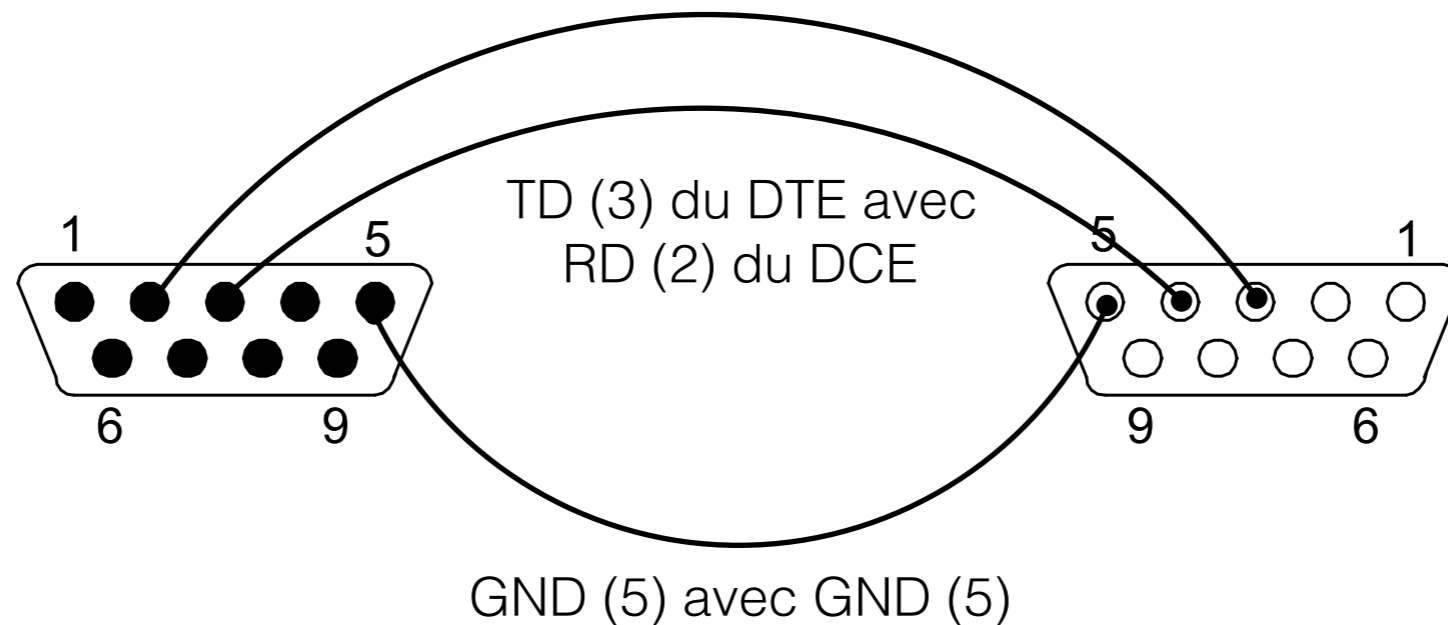 TD (3) du DTE avec
RD (2) du DCE
1
5
5
1
6
9
9
6
GND (5) avec GND (5)